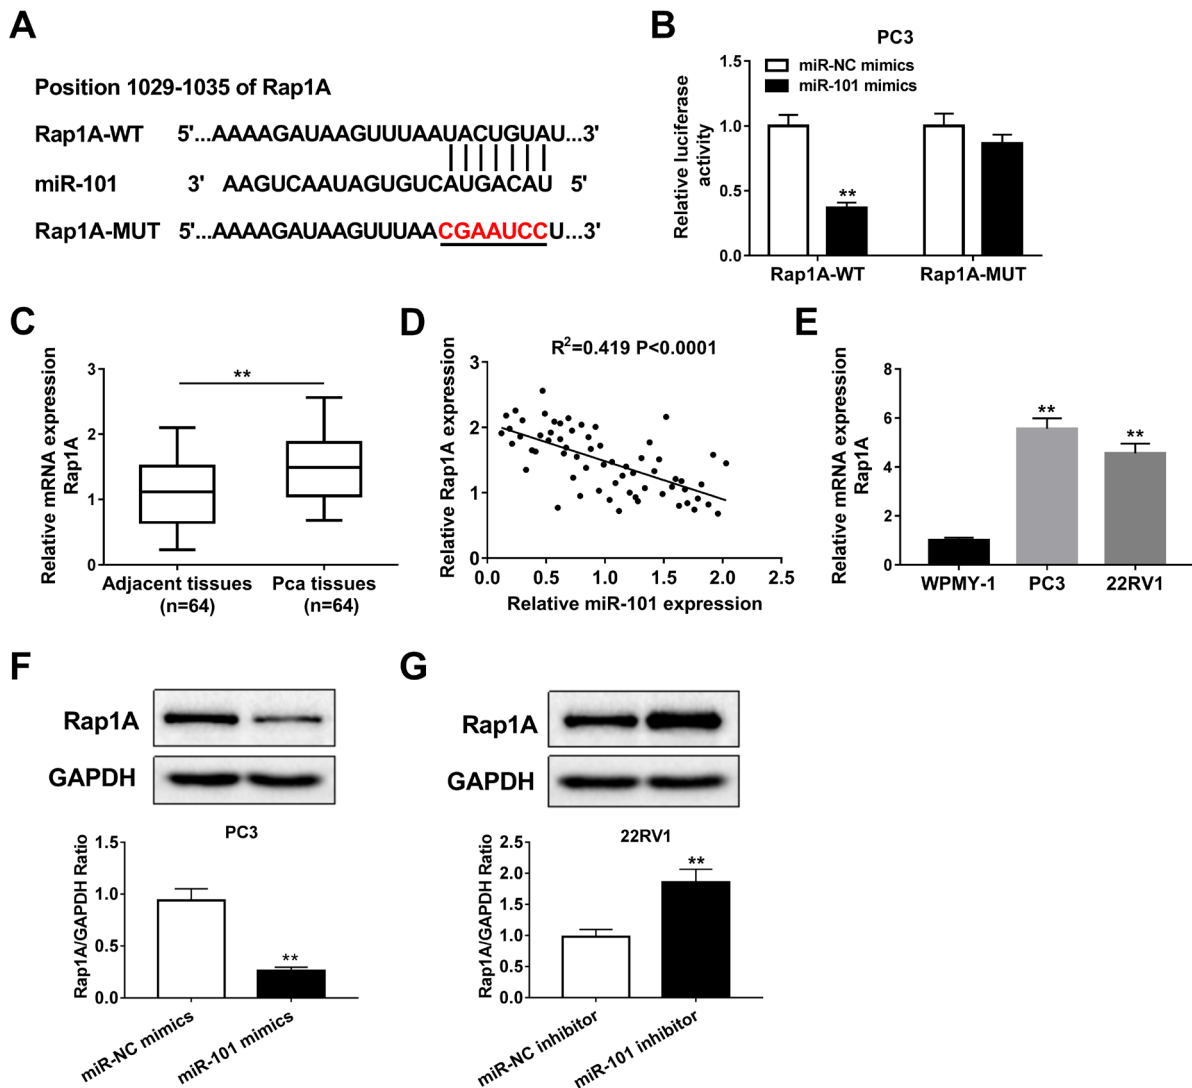 A
Position 1029-1035 of Rap1A
Rap1A-WT 5'...AAAAGAUAAGUUUAAUACUGUAU...3'
miR-101 3' AAGUCAAUAGUGUCAUGACAU 5'
Rap1A-MUT 5'...AAAAGAUAAGUUUAACGAAUCCU...3'
B
PC3
miR-NC mimics
miR-101 mimics
Relative luciferase
activity
1.5
1.0
0.5
0.0
**
Rap1A-WT
Rap1A-MUT
C
Relative mRNA expression
Rap1A
3
2
1
0
**
Adjacent tissues
(n=64)
Pca tissues
(n=64)
D
R²=0.419 P<0.0001
Relative Rap1A expression
3
2
1
0
0.0 0.5 1.0 1.5 2.0 2.5
Relative miR-101 expression
E
Relative mRNA expression
Rap1A
8
6
4
2
0
**
**
WPMY-1 PC3 22RV1
F
Rap1A
GAPDH
PC3
Rap1A/GAPDH Ratio
1.5
1.0
0.5
0.0
**
miR-NC mimics
miR-101 mimics
G
Rap1A
GAPDH
22RV1
Rap1A/GAPDH Ratio
2.5
2.0
1.5
1.0
0.5
0.0
**
miR-NC inhibitor
miR-101 inhibitor